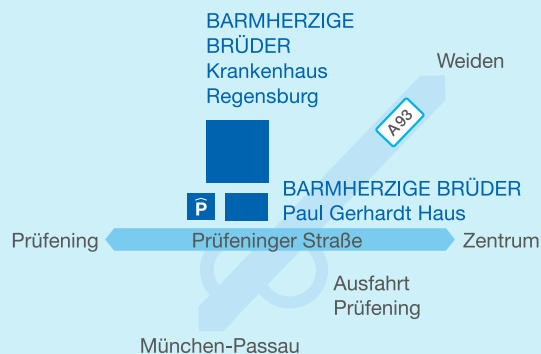 BARMHERZIGE
BRÜDER
Krankenhaus
Regensburg
Weiden
A93
BARMHERZIGE BRÜDER
Paul Gerhardt Haus
P
Prüfening
Prüfeninger Straße
Zentrum
Ausfahrt
Prüfening
München-Passau